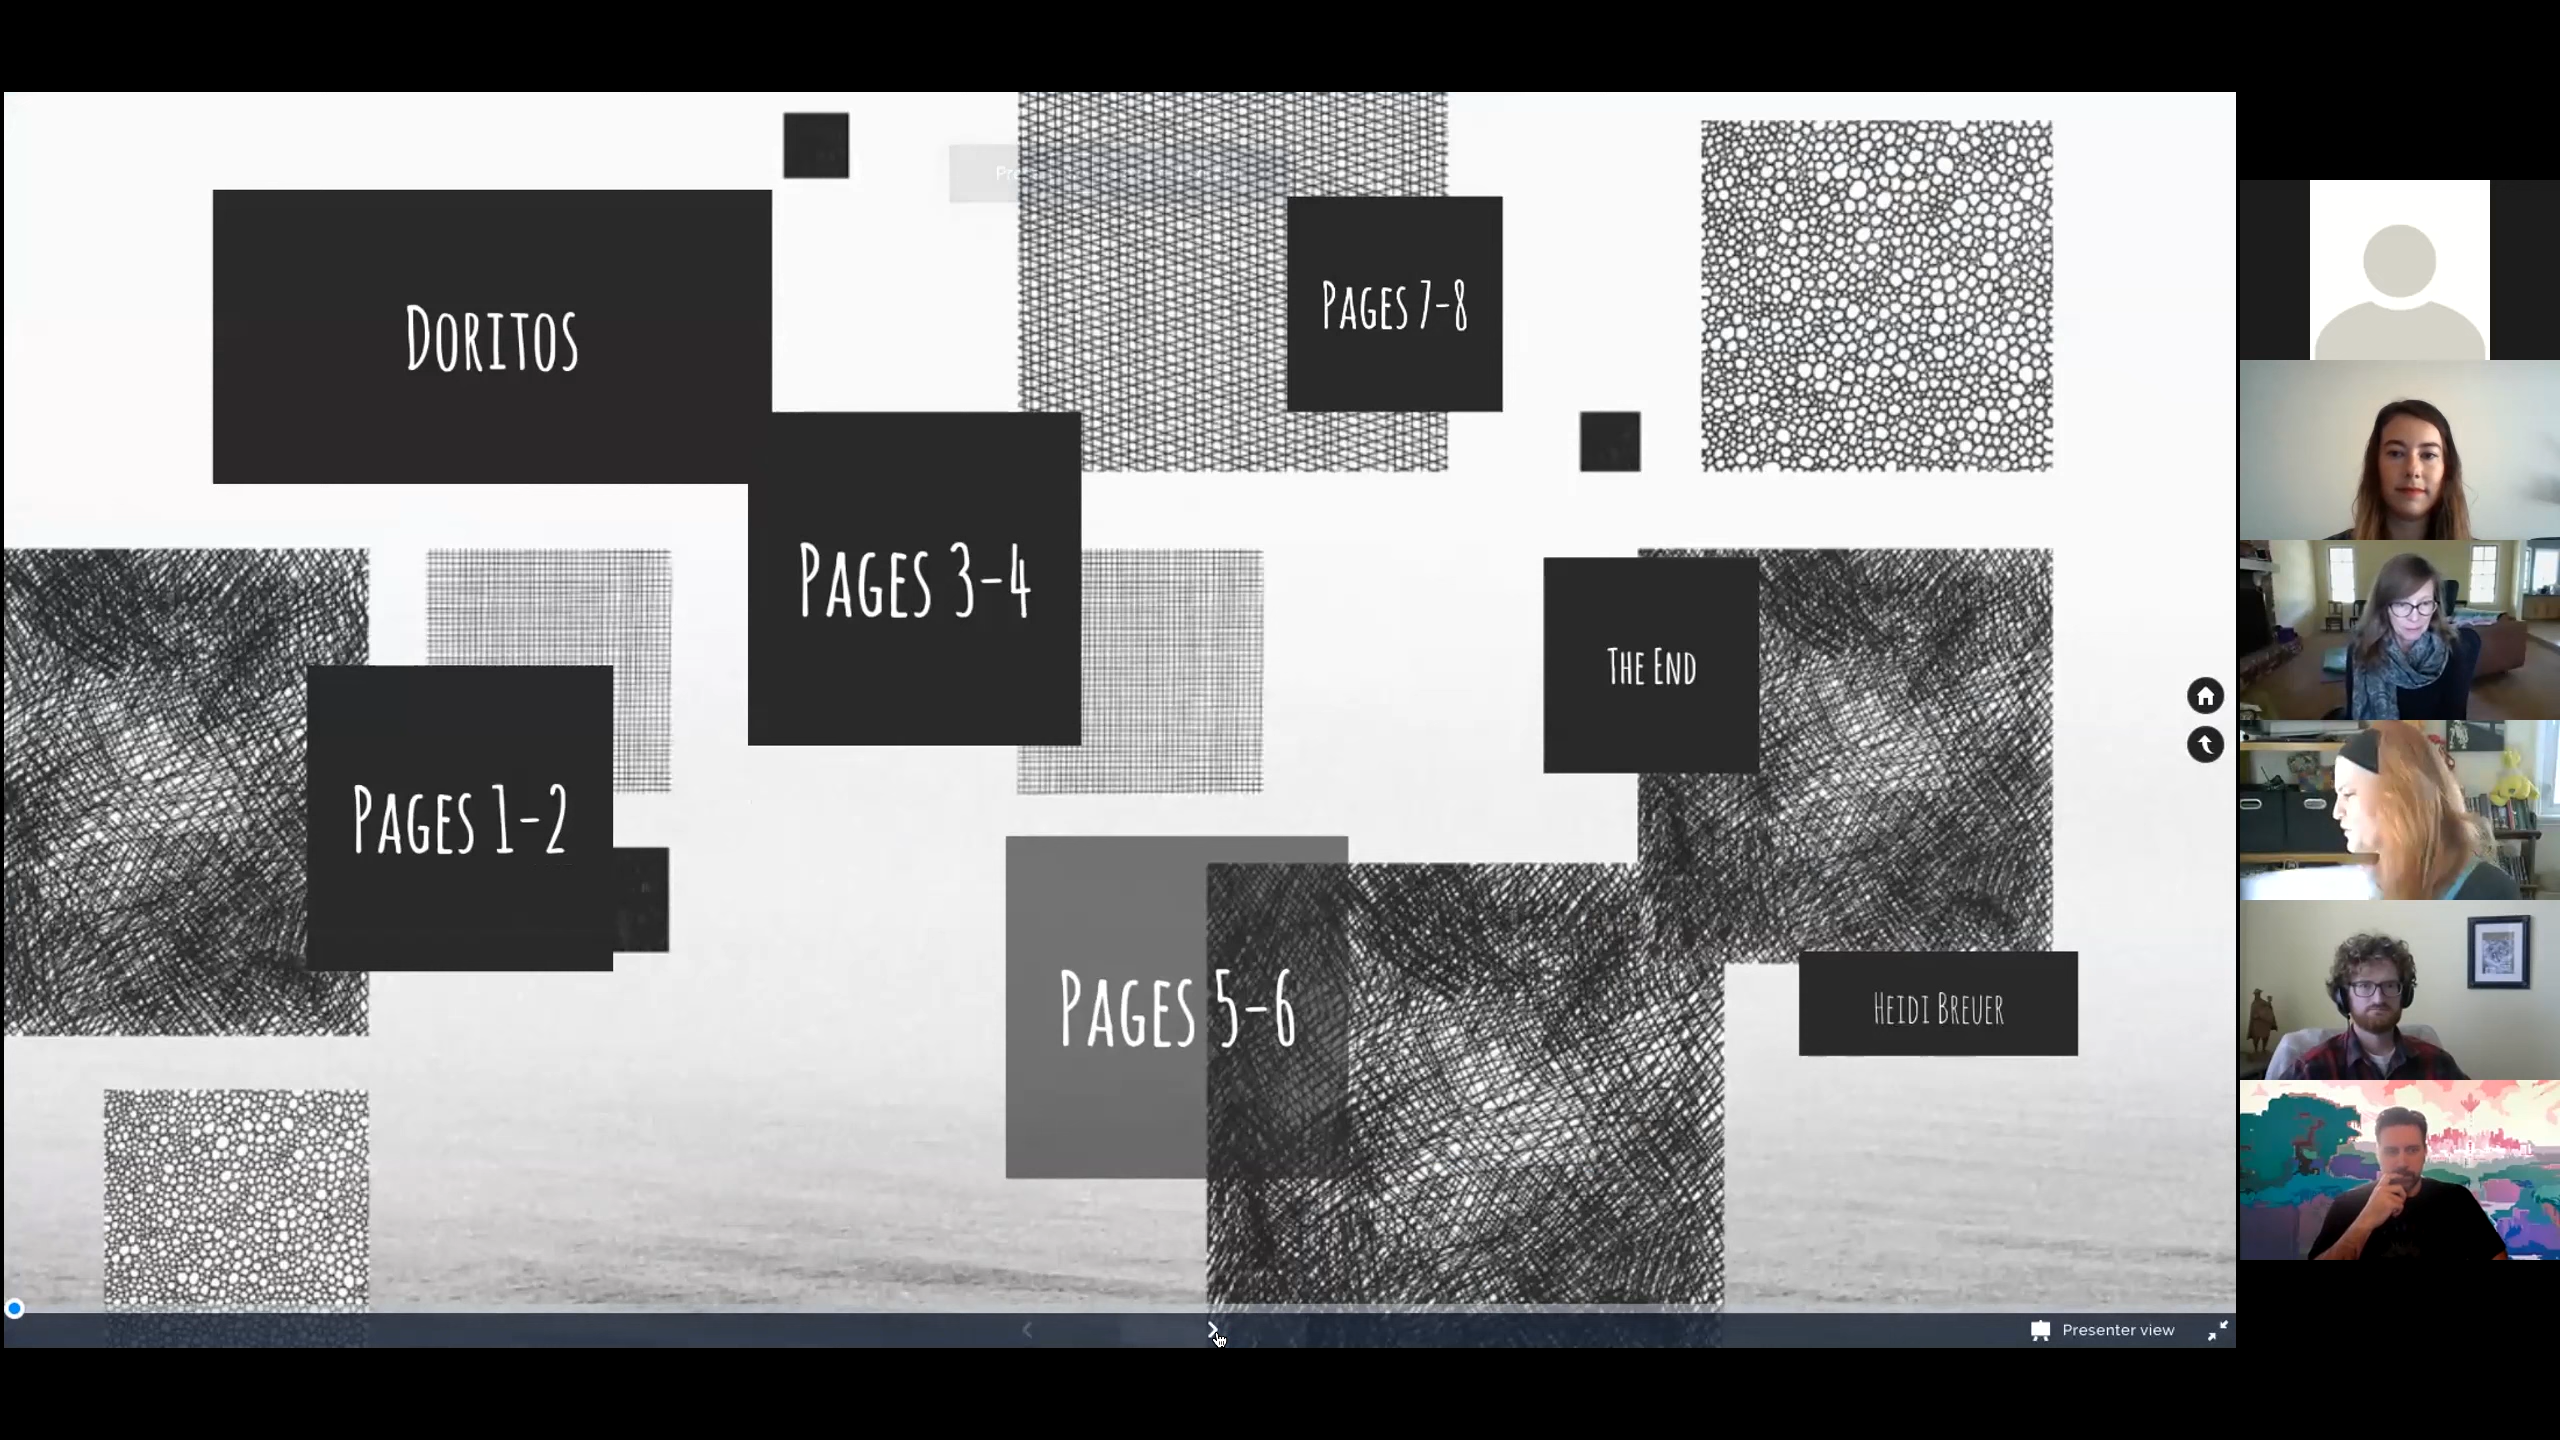 Doritos
Pages 7-8
Pages 3-4
The End
Pages 1-2
Pages 5-6
Heidi Breuer
Presenter view